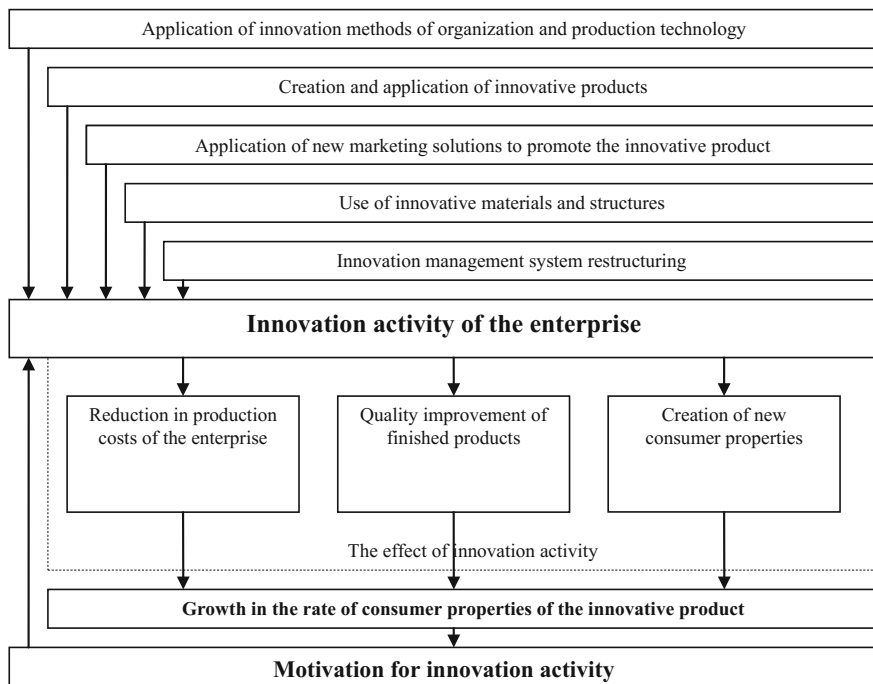 Application of innovation methods of organization and production technology
Creation and application of innovative products
Application of new marketing solutions to promote the innovative product
Use of innovative materials and structures
Innovation management system restructuring
Innovation activity of the enterprise
Reduction in production
costs of the enterprise
Quality improvement of
finished products
Creation of new
consumer properties
The effect of innovation activity
Growth in the rate of consumer properties of the innovative product
Motivation for innovation activity